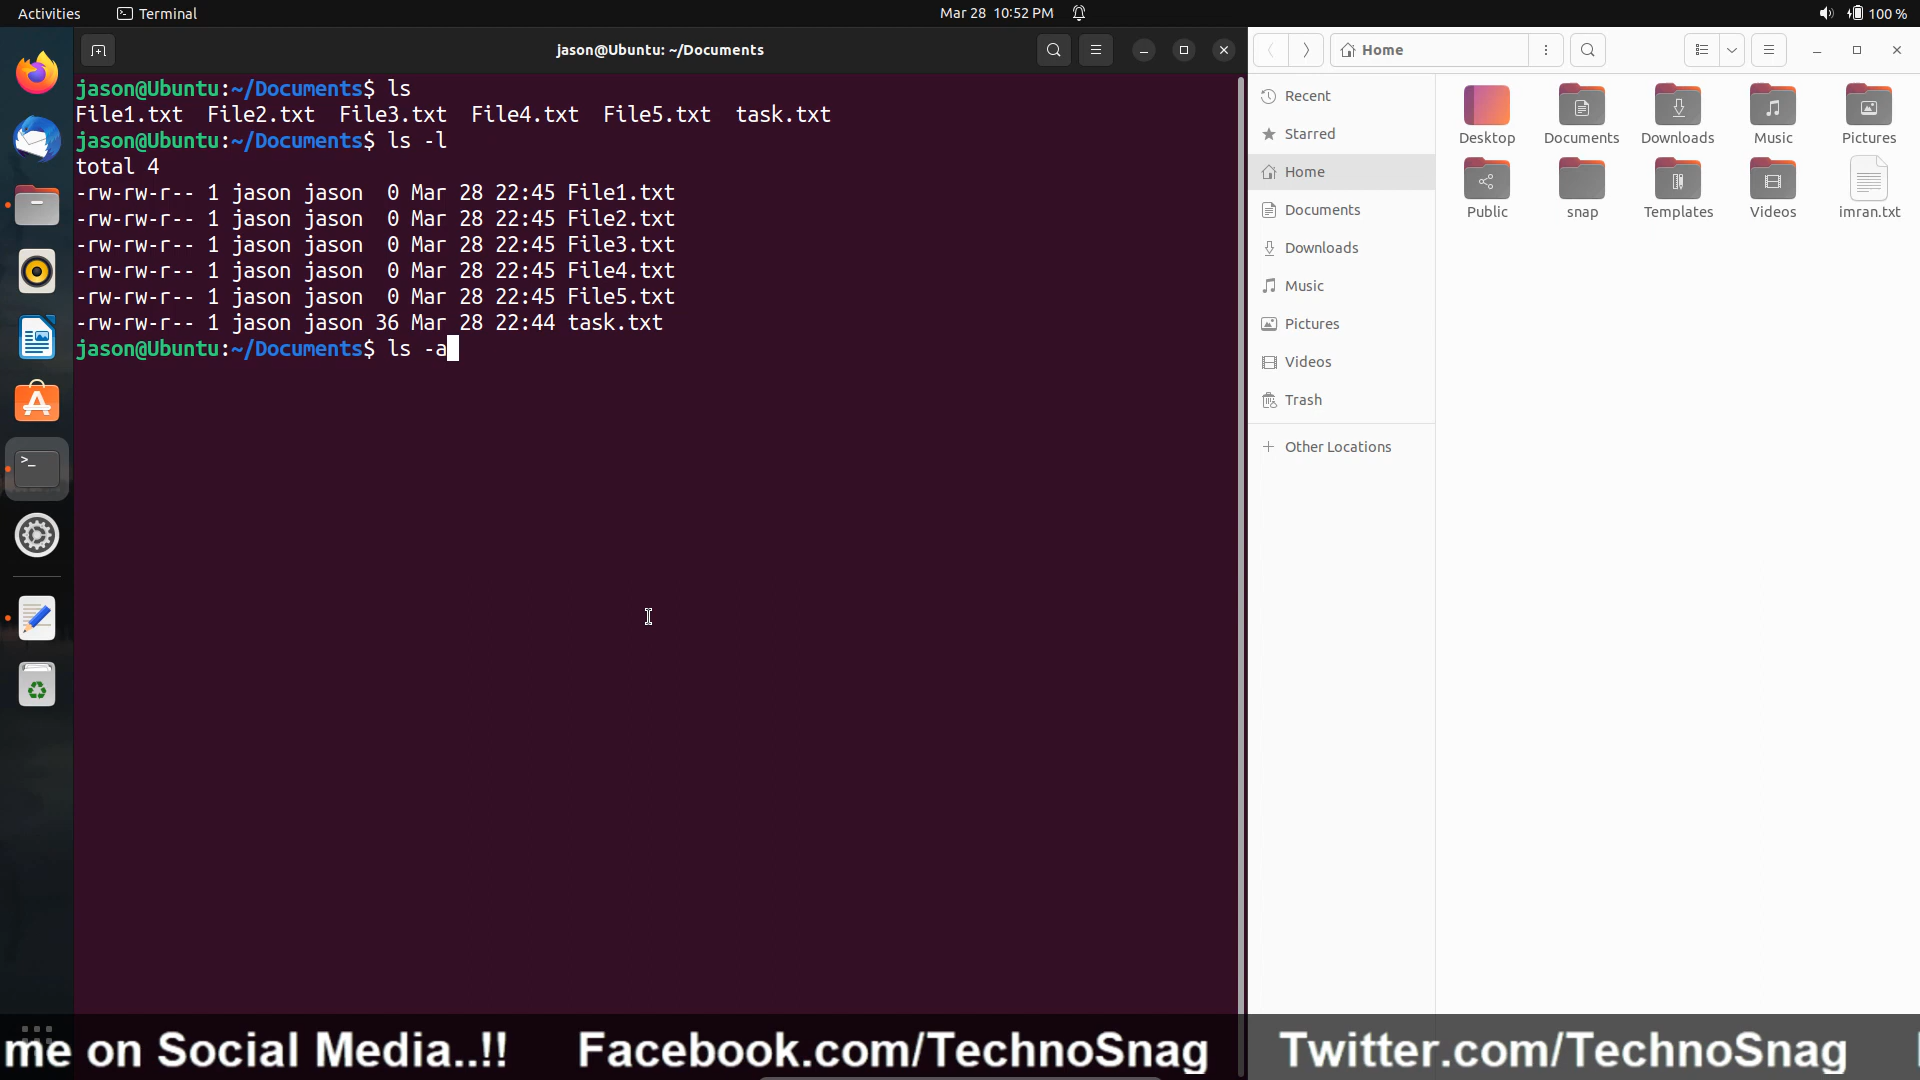 Activities Terminal Mar 28 10:52 PM 100 %
jason@Ubuntu: ~/Documents
jason@Ubuntu:~/Documents$ ls
File1.txt File2.txt File3.txt File4.txt File5.txt task.txt
jason@Ubuntu:~/Documents$ ls -l
total 4
-rw-rw-r-- 1 jason jason 0 Mar 28 22:45 File1.txt
-rw-rw-r-- 1 jason jason 0 Mar 28 22:45 File2.txt
-rw-rw-r-- 1 jason jason 0 Mar 28 22:45 File3.txt
-rw-rw-r-- 1 jason jason 0 Mar 28 22:45 File4.txt
-rw-rw-r-- 1 jason jason 0 Mar 28 22:45 File5.txt
-rw-rw-r-- 1 jason jason 36 Mar 28 22:44 task.txt
jason@Ubuntu:~/Documents$ ls -a
Home
Recent
Starred
Home
Documents
Downloads
Music
Pictures
Videos
Trash
Other Locations
Desktop Documents Downloads Music Pictures
Public snap Templates Videos imran.txt
me on Social Media..!! Facebook.com/TechnoSnag Twitter.com/TechnoSnag